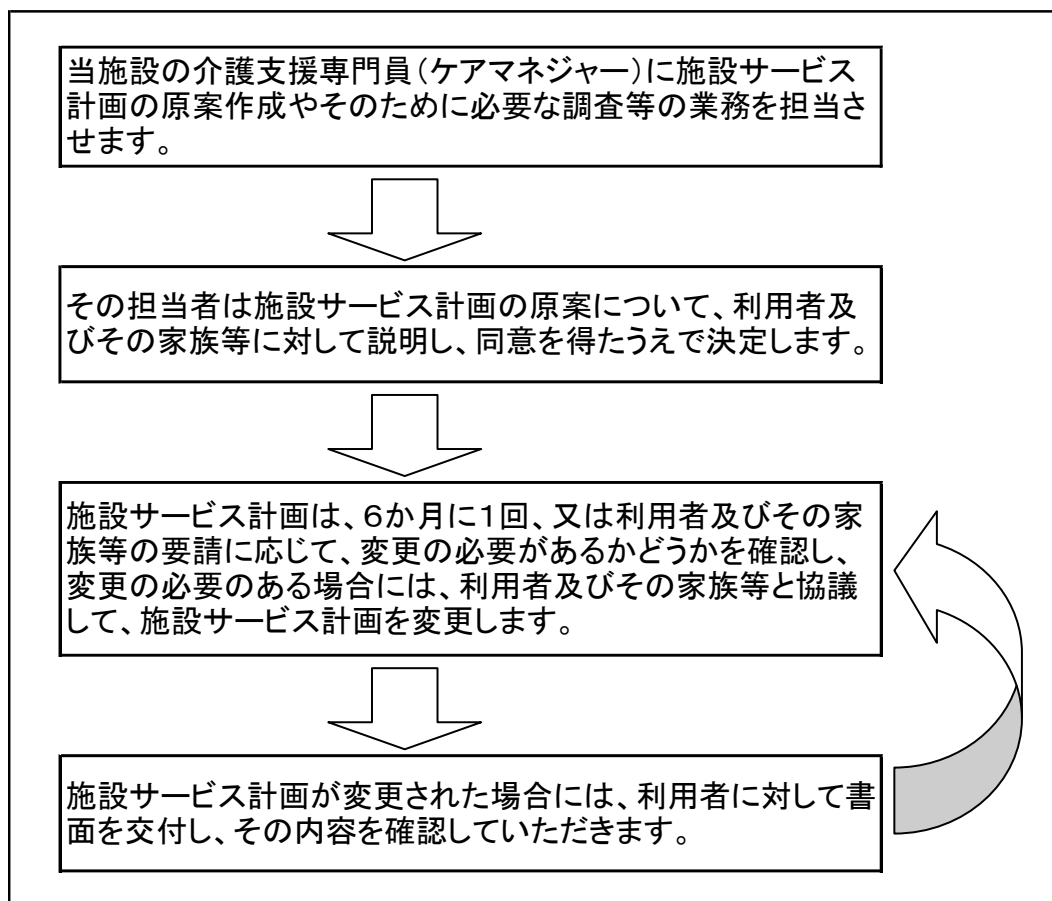 当施設の介護支援専門員（ケアマネジャー）に施設サービス
計画の原案作成やそのために必要な調査等の業務を担当さ
せます。
その担当者は施設サービス計画の原案について、利用者及
びその家族等に対して説明し、同意を得たうえで決定します。
施設サービス計画は、６か月に１回、又は利用者及びその家
族等の要請に応じて、変更の必要があるかどうかを確認し、
変更の必要のある場合には、利用者及びその家族等と協議
して、施設サービス計画を変更します。
施設サービス計画が変更された場合には、利用者に対して書
面を交付し、その内容を確認していただきます。